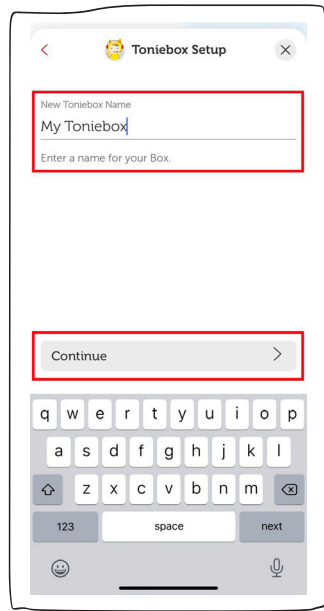 Toniebox Setup
New Toniebox Name
My Toniebox
Enter a name for your Box.
Continue
q w e r t y u i o p
a s d f g h j k l
z x c v b n m
123 space next